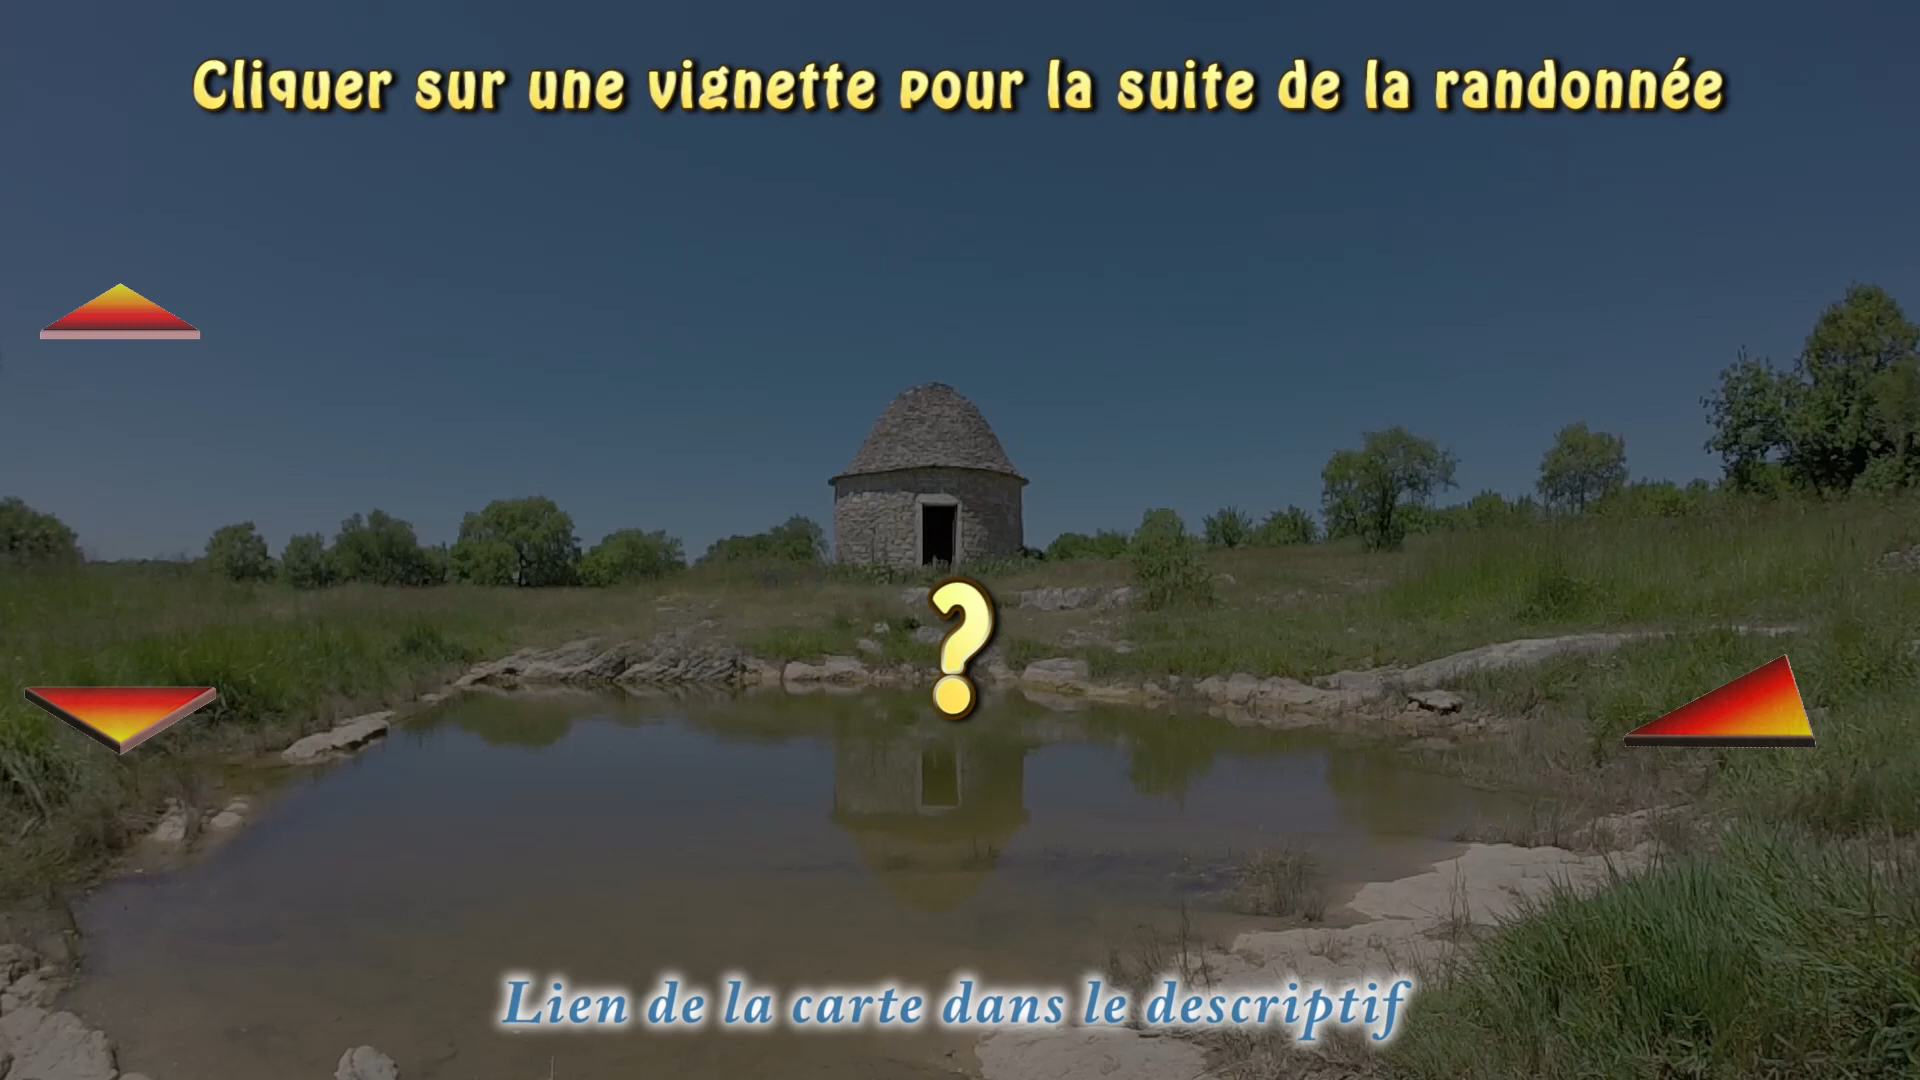 Cliquer sur une vignette pour la suite de la randonnée
?
Lien de la carte dans le descriptif